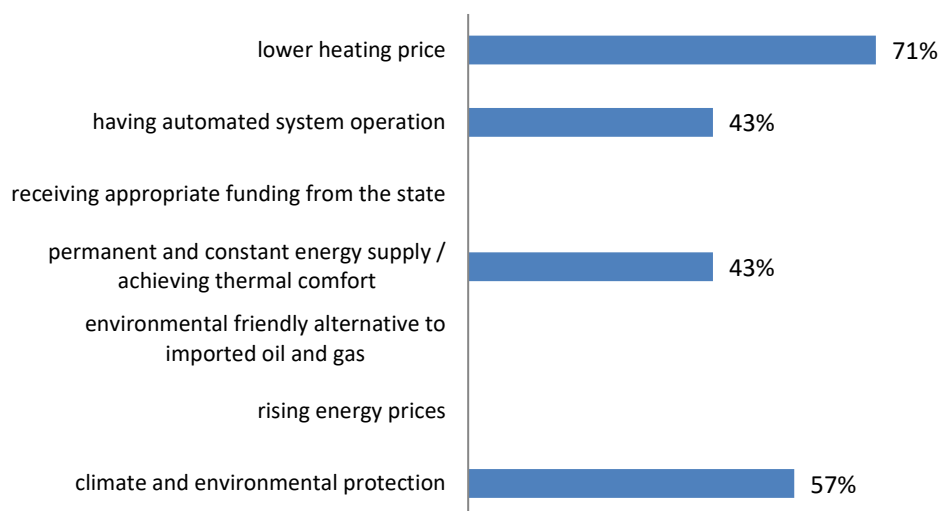 lower heating price 71%
having automated system operation 43%
receiving appropriate funding from the state
permanent and constant energy supply /
achieving thermal comfort 43%
environmental friendly alternative to
imported oil and gas
rising energy prices
climate and environmental protection 57%